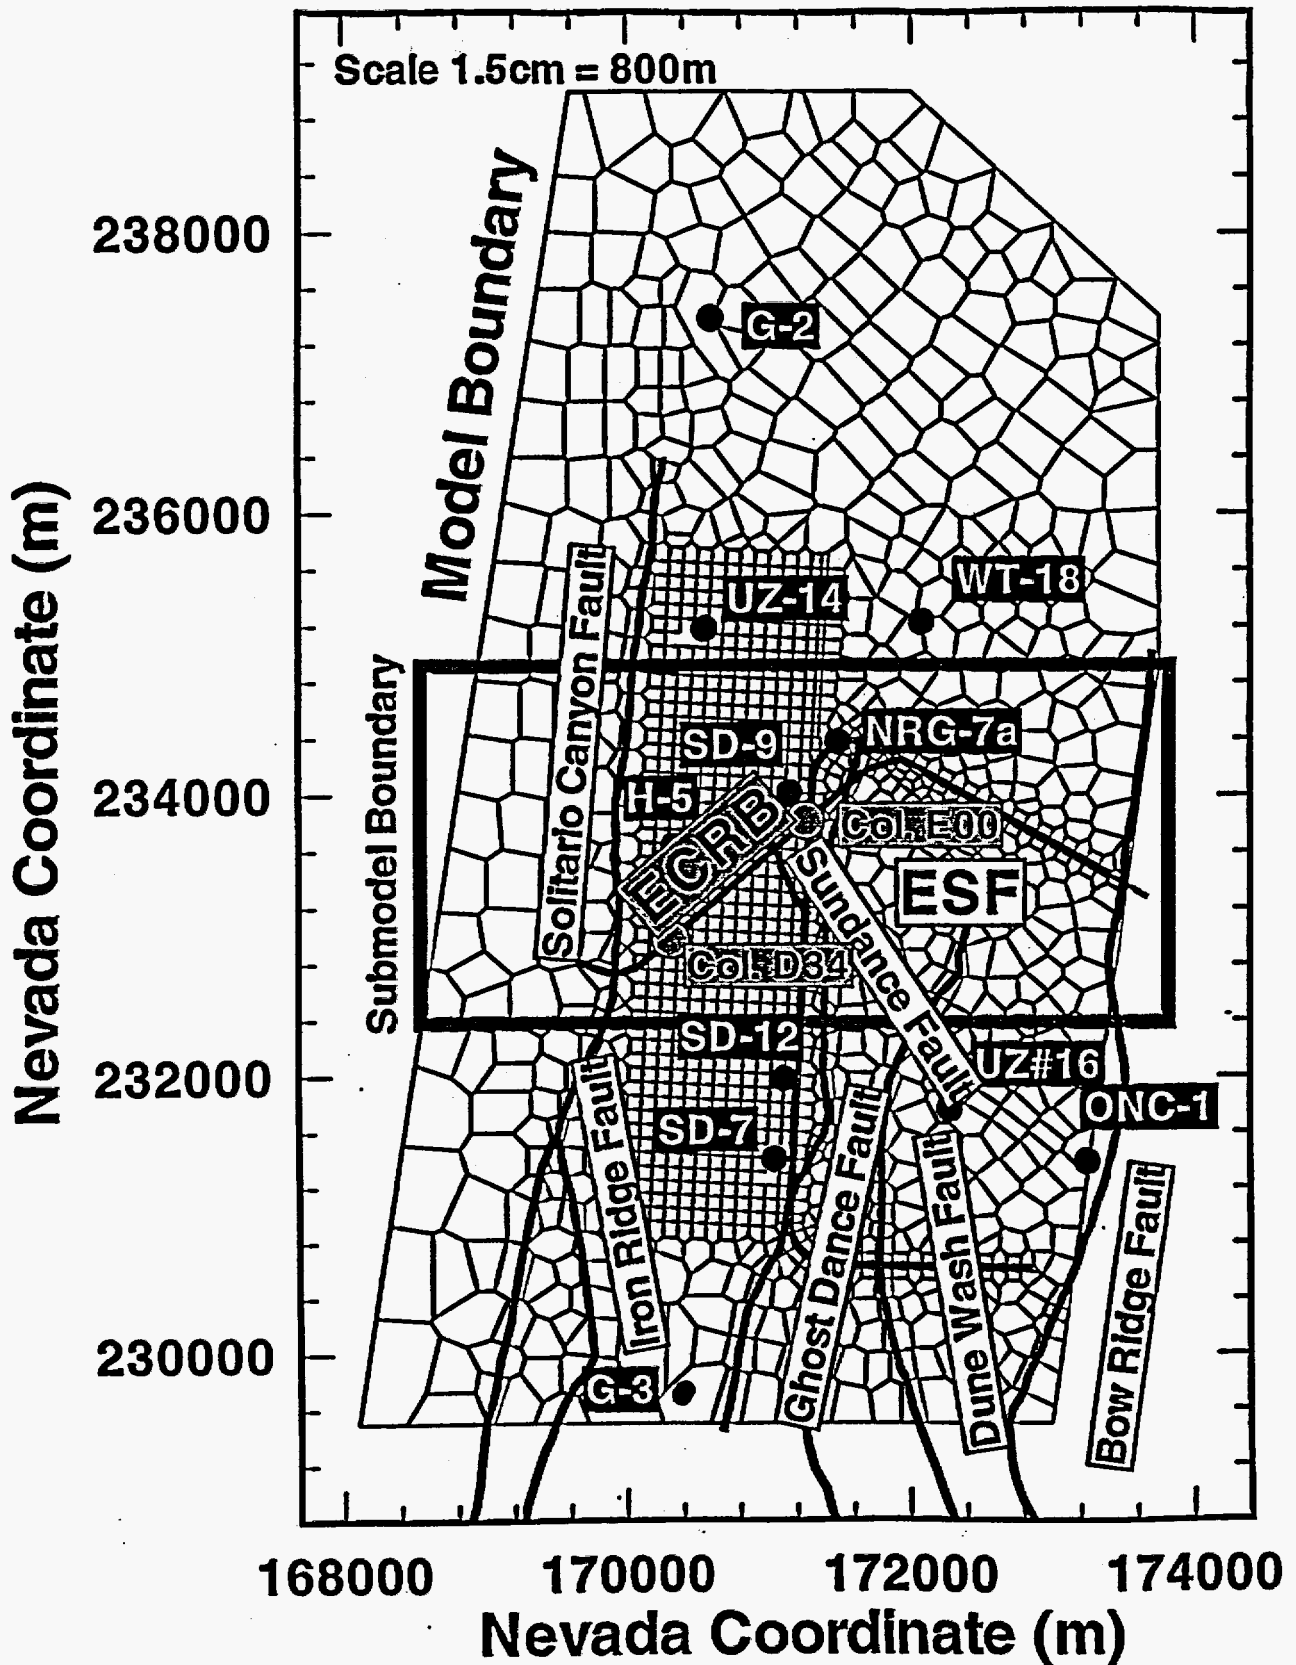 Scale 1.5cm = 800m
Model Boundary
238000
G-2
236000
WT-18
UZ-14
Solitario Canyon Fault
Submodel Boundary
NRG-7a
SD-9
234000
H-5
Nevada Coordinate (m)
ECRB
Col. E00
ESF
Sundance Fault
Col. D34
SD-12
UZ#16
232000
ONC-1
SD-7
Iron Ridge Fault
Ghost Dance Fault
Dune Wash Fault
Bow Ridge Fault
230000
G-3
168000 170000 172000 174000
Nevada Coordinate (m)